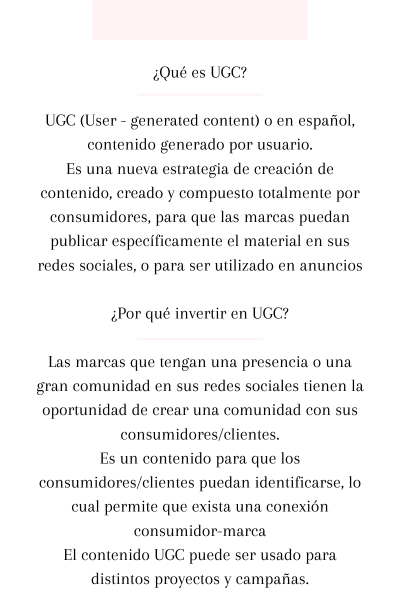 ¿Qué es UGC?
UGC (User - generated content) o en español,
contenido generado por usuario.
Es una nueva estrategia de creación de
contenido, creado y compuesto totalmente por
consumidores, para que las marcas puedan
publicar específicamente el material en sus
redes sociales, o para ser utilizado en anuncios
¿Por qué invertir en UGC?
Las marcas que tengan una presencia o una
gran comunidad en sus redes sociales tienen la
oportunidad de crear una comunidad con sus
consumidores/clientes.
Es un contenido para que los
consumidores/clientes puedan identificarse, lo
cual permite que exista una conexión
consumidor-marca
El contenido UGC puede ser usado para
distintos proyectos y campañas.